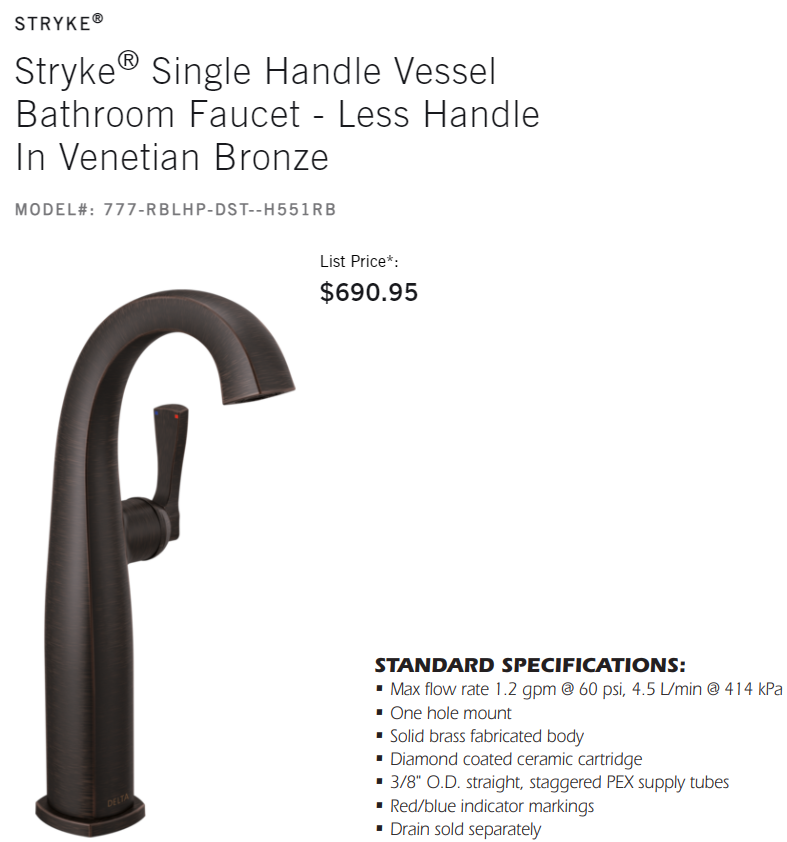 STRYKE®
Stryke® Single Handle Vessel
Bathroom Faucet - Less Handle
In Venetian Bronze
MODEL#: 777-RBLHP-DST--H551RB
List Price*:
$690.95
DELTA
STANDARD SPECIFICATIONS:
▪ Max flow rate 1.2 gpm @ 60 psi, 4.5 L/min @ 414 kPa
▪ One hole mount
▪ Solid brass fabricated body
▪ Diamond coated ceramic cartridge
▪ 3/8" O.D. straight, staggered PEX supply tubes
▪ Red/blue indicator markings
▪ Drain sold separately